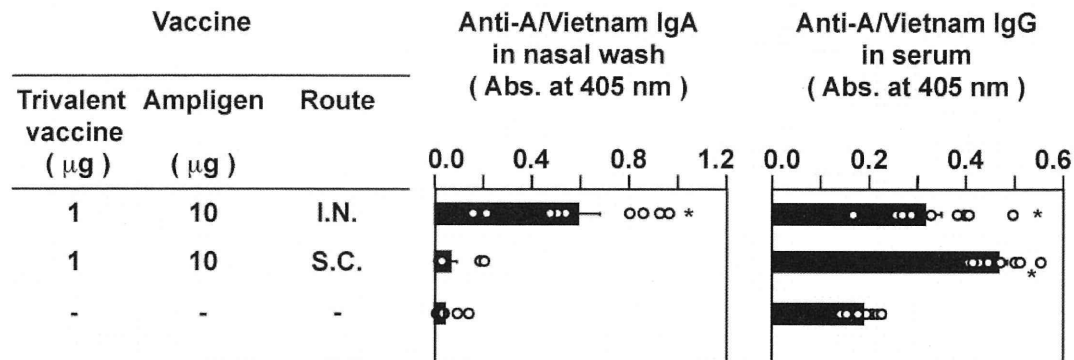 Vaccine
Trivalent vaccine ( μg )
Ampligen ( μg )
Route
Anti-A/Vietnam IgA
in nasal wash
( Abs. at 405 nm )
Anti-A/Vietnam IgG
in serum
( Abs. at 405 nm )
0.0 0.4 0.8 1.2
0.0 0.2 0.4 0.6
1 10 I.N. * *
1 10 S.C. *
- - -